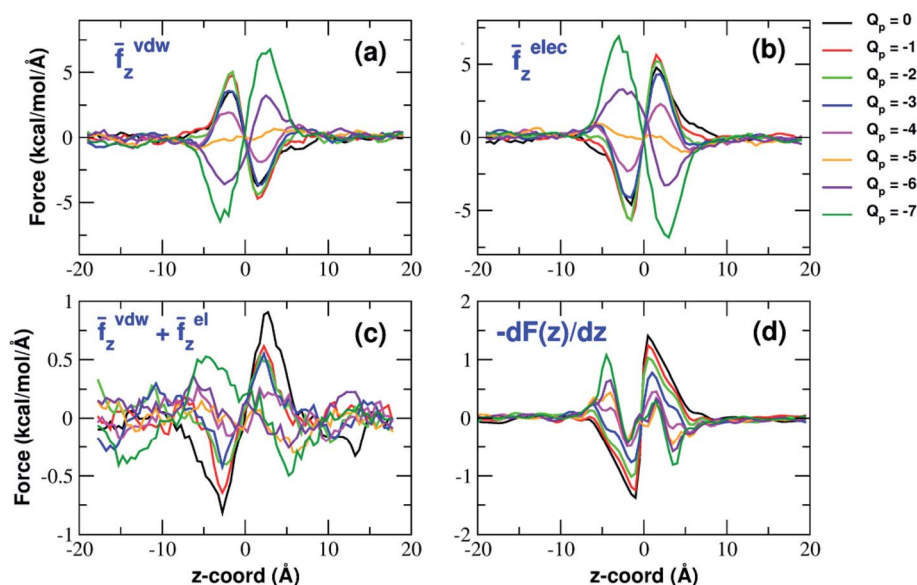 f̄z vdw (a)
f̄z elec (b)
Qp = 0
Qp = -1
Qp = -2
Qp = -3
Qp = -4
Qp = -5
Qp = -6
Qp = -7
Force (kcal/mol/Å)
5
0
-5
-20 -10 0 10 20
5
0
-5
-20 -10 0 10 20
f̄z vdw + f̄z el (c)
-dF(z)/dz (d)
Force (kcal/mol/Å)
1
0.5
0
-0.5
-1
-20 -10 0 10 20
z-coord (Å)
2
1
0
-1
-2
-20 -10 0 10 20
z-coord (Å)